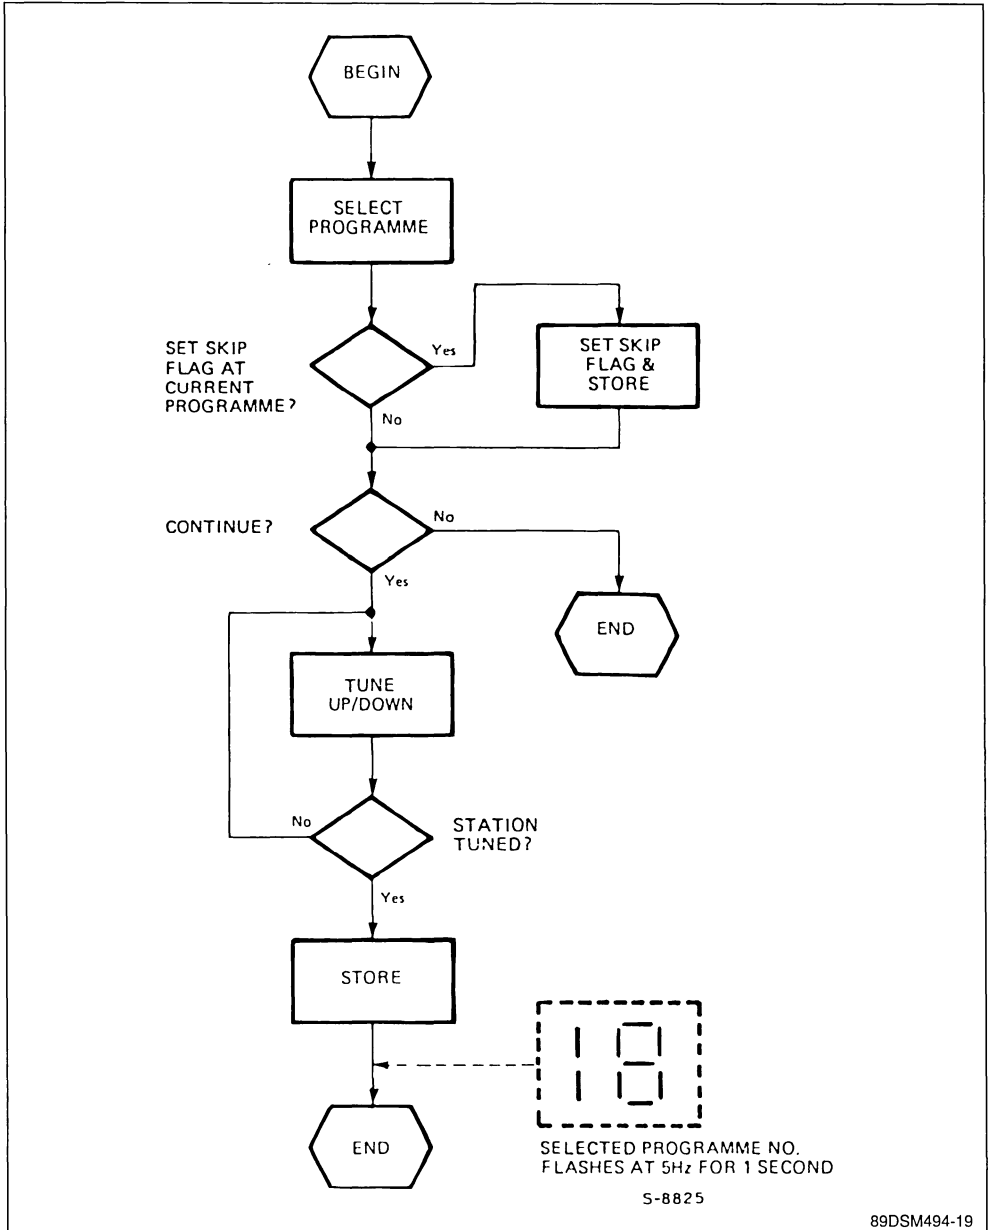 BEGIN
SELECT
PROGRAMME
SET SKIP
FLAG AT
CURRENT
PROGRAMME?
Yes
SET SKIP
FLAG &
STORE
No
CONTINUE?
No
Yes
END
TUNE
UP/DOWN
No
STATION
TUNED?
Yes
STORE
18
END
SELECTED PROGRAMME NO.
FLASHES AT 5Hz FOR 1 SECOND
S-8825
89DSM494-19